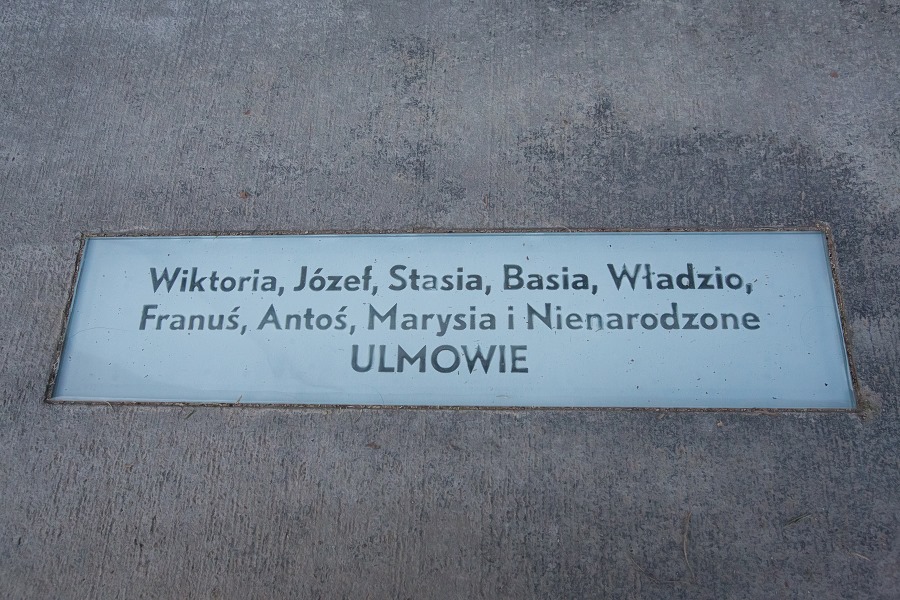 Wiktoria, Józef, Stasia, Basia, Władzio,
Franuś, Antoś, Marysia i Nienarodzone
ULMOWIE